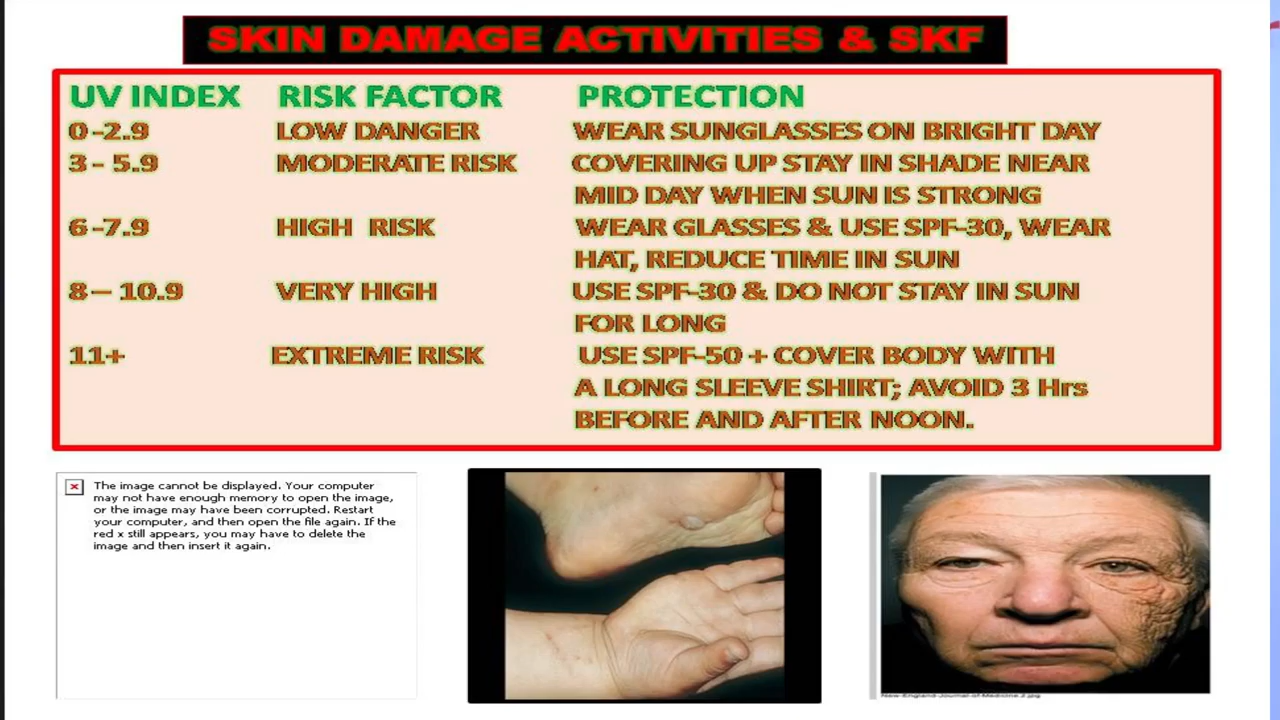 SKIN DAMAGE ACTIVITIES & SKF
UV INDEX RISK FACTOR PROTECTION
0 -2.9 LOW DANGER WEAR SUNGLASSES ON BRIGHT DAY
3 - 5.9 MODERATE RISK COVERING UP STAY IN SHADE NEAR
MID DAY WHEN SUN IS STRONG
6 -7.9 HIGH RISK WEAR GLASSES & USE SPF-30, WEAR
HAT, REDUCE TIME IN SUN
8 – 10.9 VERY HIGH USE SPF-30 & DO NOT STAY IN SUN
FOR LONG
11+ EXTREME RISK USE SPF-50 + COVER BODY WITH
A LONG SLEEVE SHIRT; AVOID 3 Hrs
BEFORE AND AFTER NOON.
The image cannot be displayed. Your computer
may not have enough memory to open the image,
or the image may have been corrupted. Restart
your computer, and then open the file again. If the
red x still appears, you may have to delete the
image and then insert it again.
New-England-Journal-of-Medicine 2.jpg